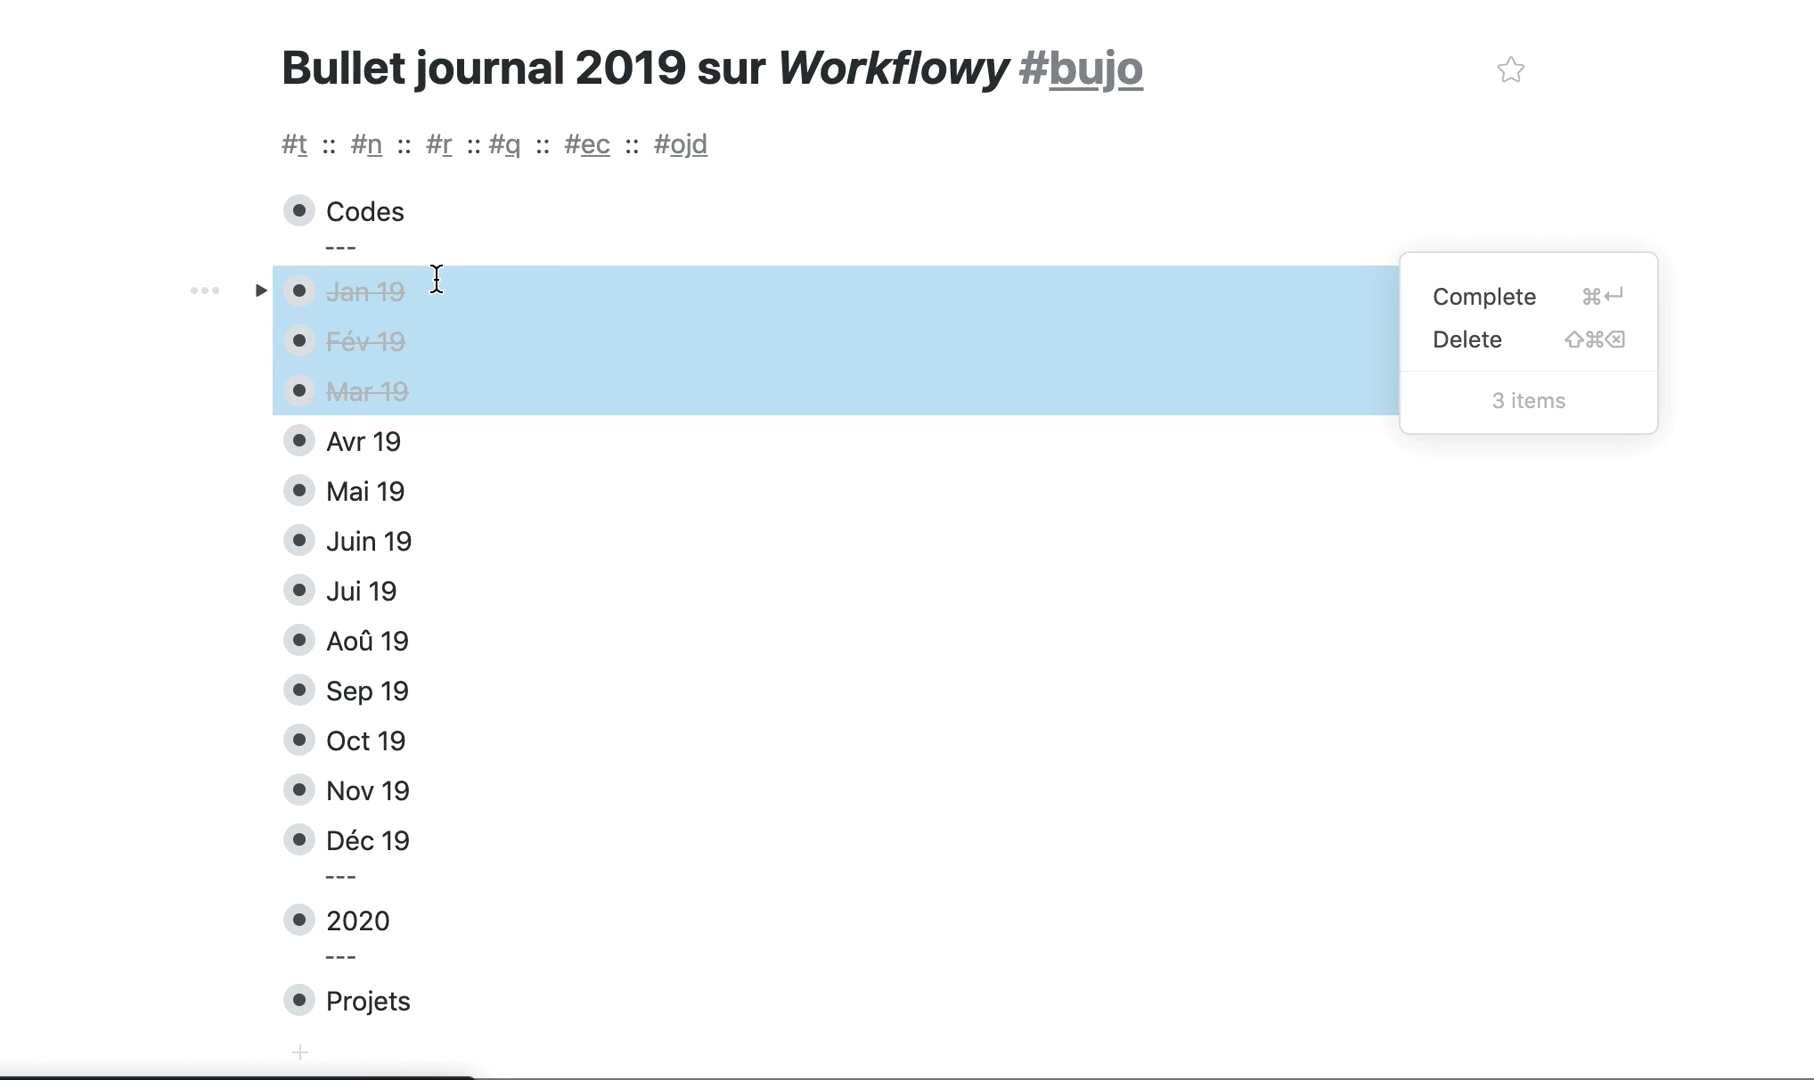 Bullet journal 2019 sur Workflowy #bujo
#t :: #n :: #r :: #q :: #ec :: #ojd
Codes
---
Jan 19
Fév 19
Mar 19
Complete ⌘↵
Delete ⇧⌘⌫
3 items
Avr 19
Mai 19
Juin 19
Jui 19
Aoû 19
Sep 19
Oct 19
Nov 19
Déc 19
---
2020
---
Projets